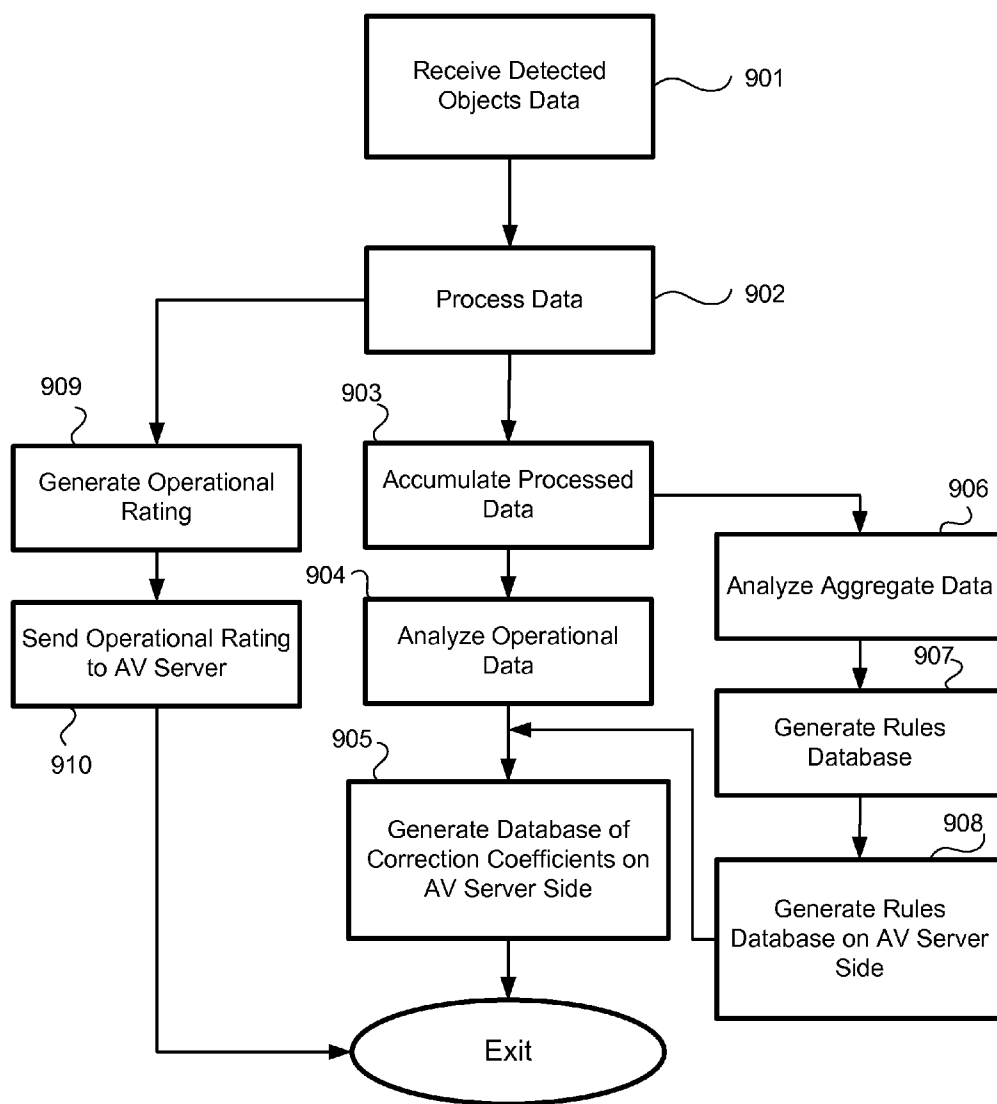 Receive Detected
Objects Data
901
Process Data
902
909
903
Generate Operational
Rating
Accumulate Processed
Data
906
904
Analyze Aggregate Data
Send Operational Rating
to AV Server
Analyze Operational
Data
907
910
905
Generate Rules
Database
Generate Database of
Correction Coefficients on
AV Server Side
908
Generate Rules
Database on AV Server
Side
Exit